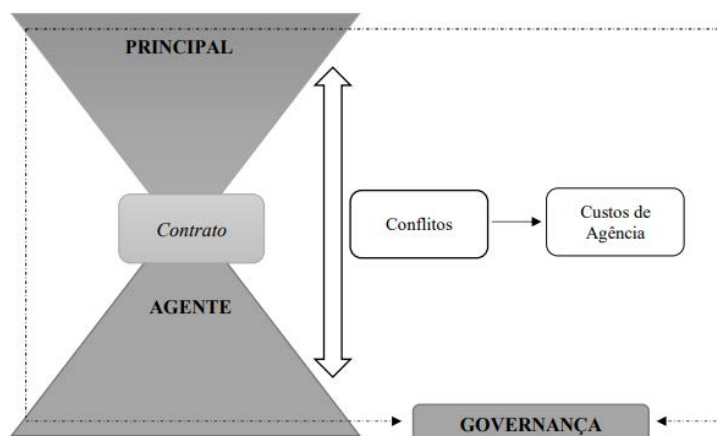 PRINCIPAL
Contrato
Conflitos
Custos de
Agência
AGENTE
GOVERNANÇA